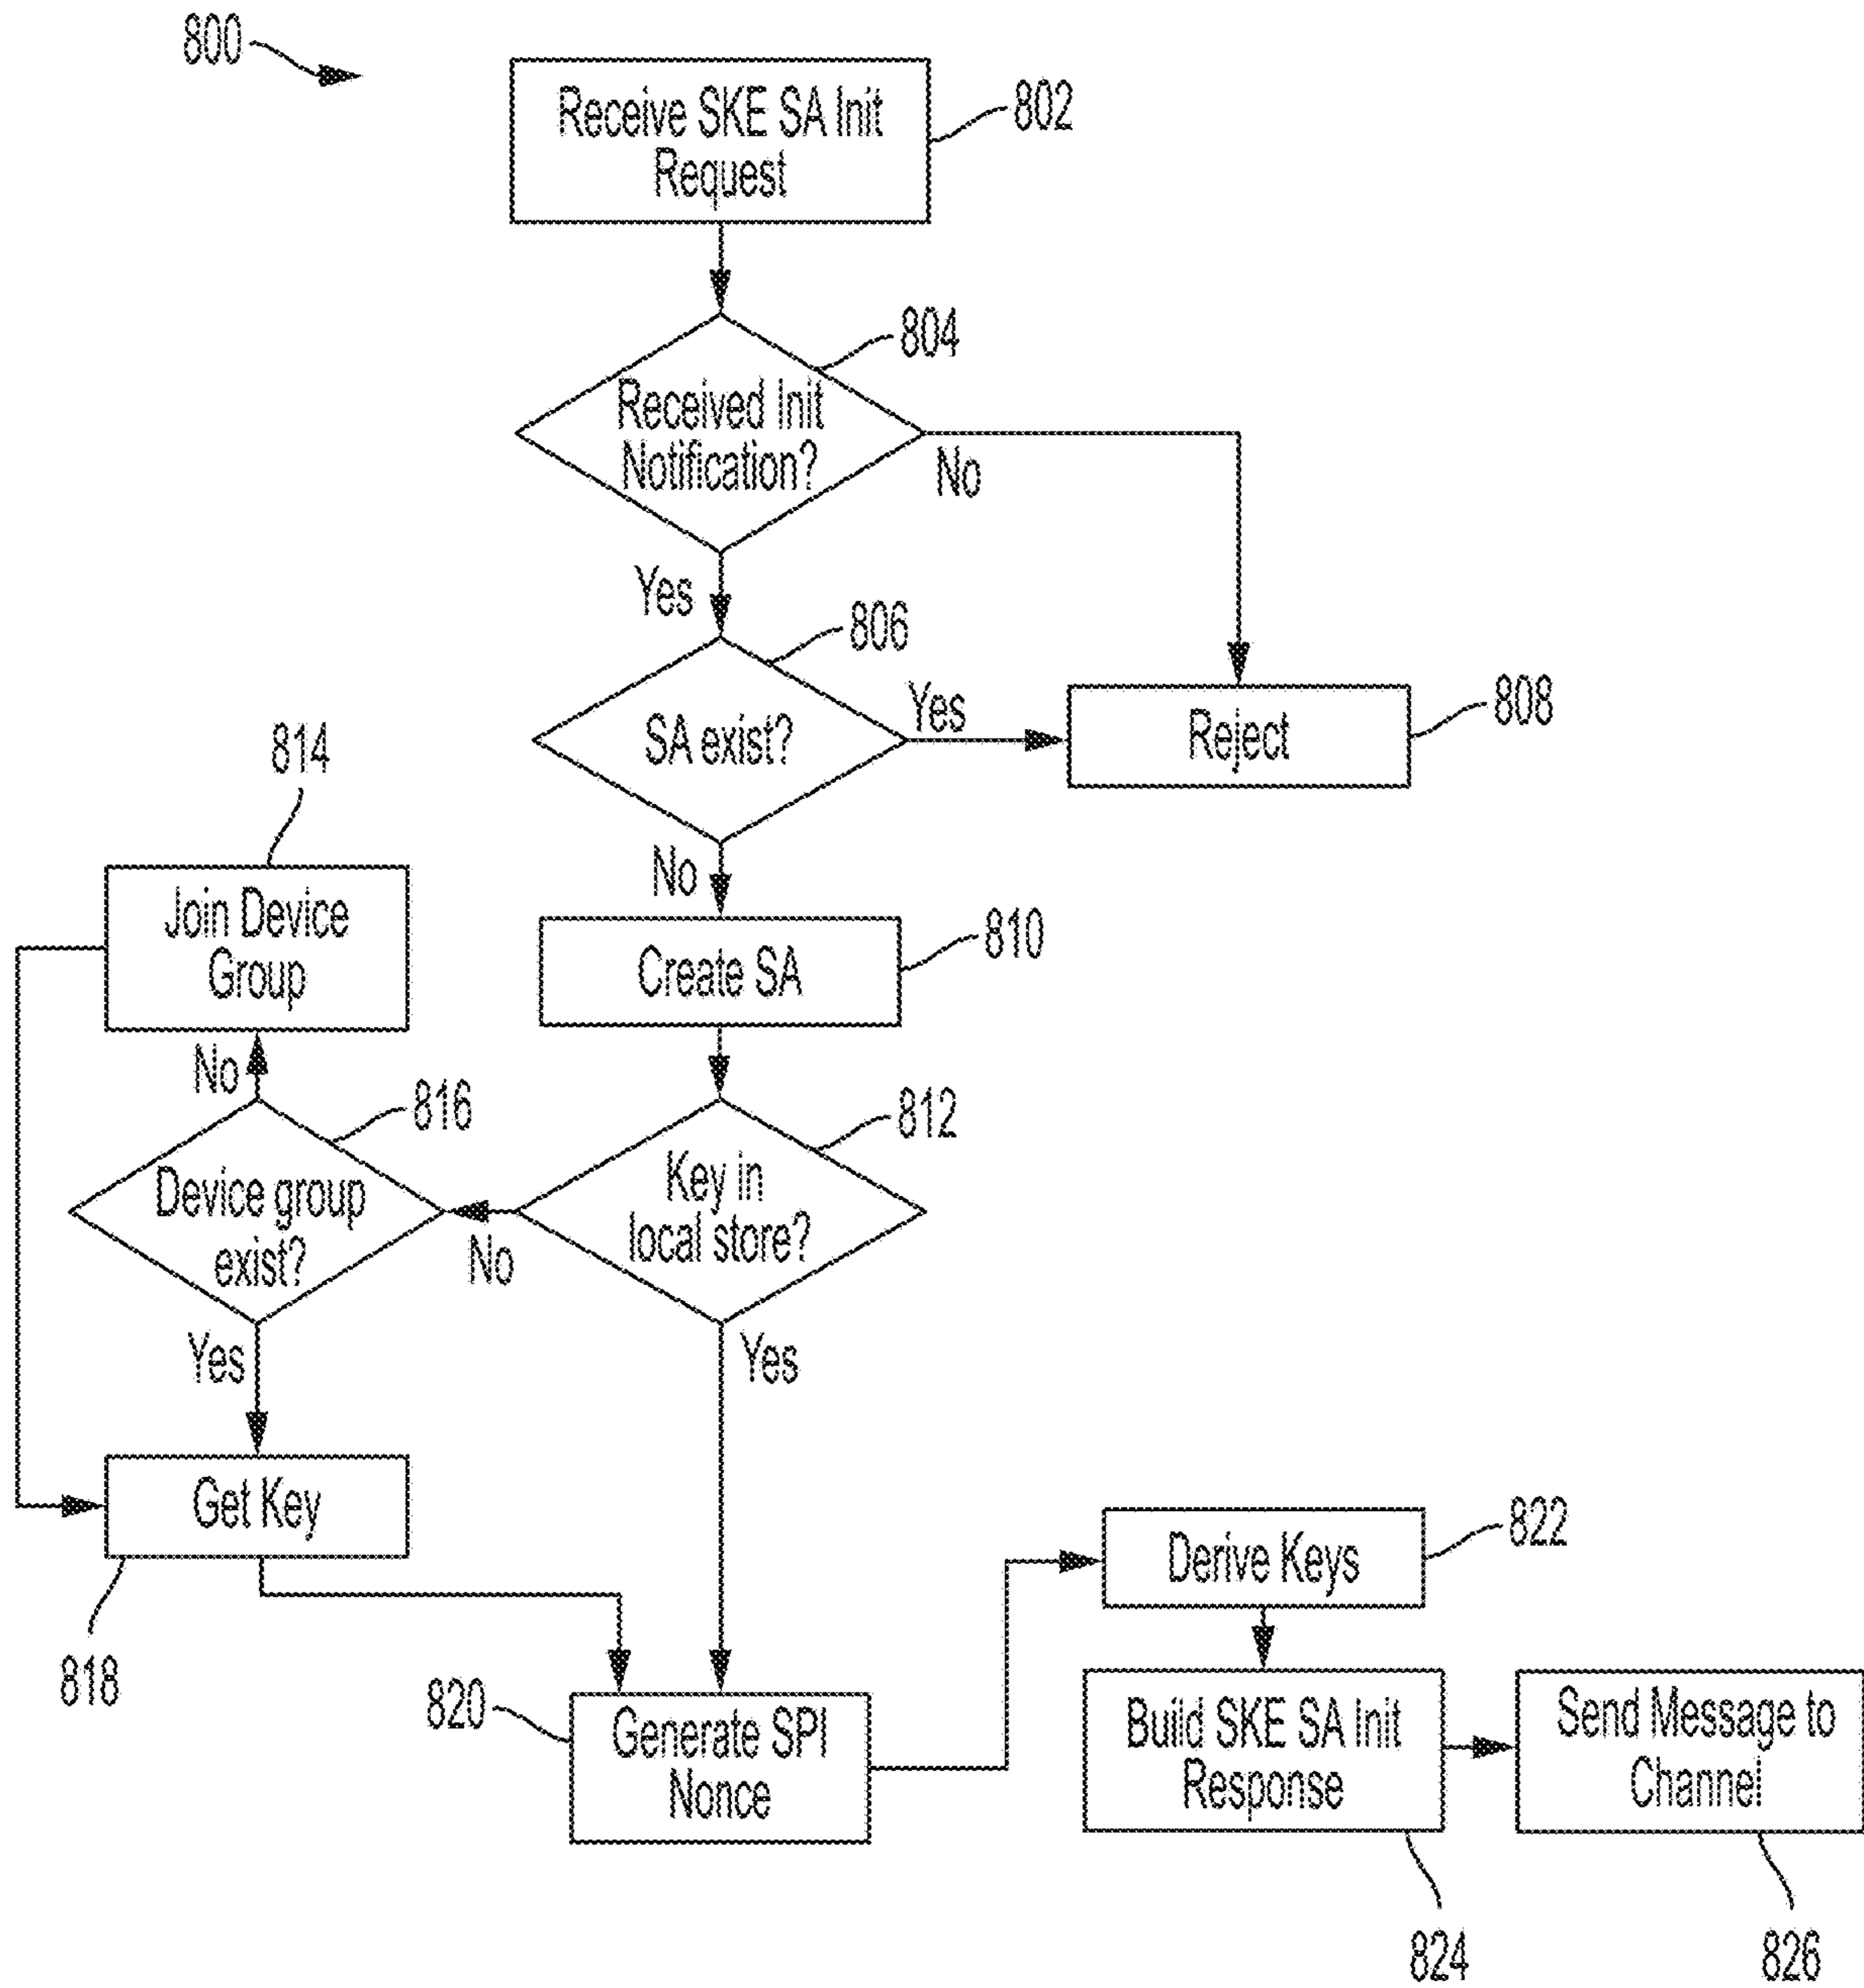 800
Receive SKE SA Init
Request
802
804
Received Init
Notification?
No
Yes
806
SA exist?
Yes
Reject
808
814
No
Join Device
Group
Create SA
810
No
816
812
Device group
exist?
No
Key in
local store?
Yes
Yes
Get Key
818
820
Generate SPI
Nonce
Derive Keys
822
Build SKE SA Init
Response
Send Message to
Channel
824
826